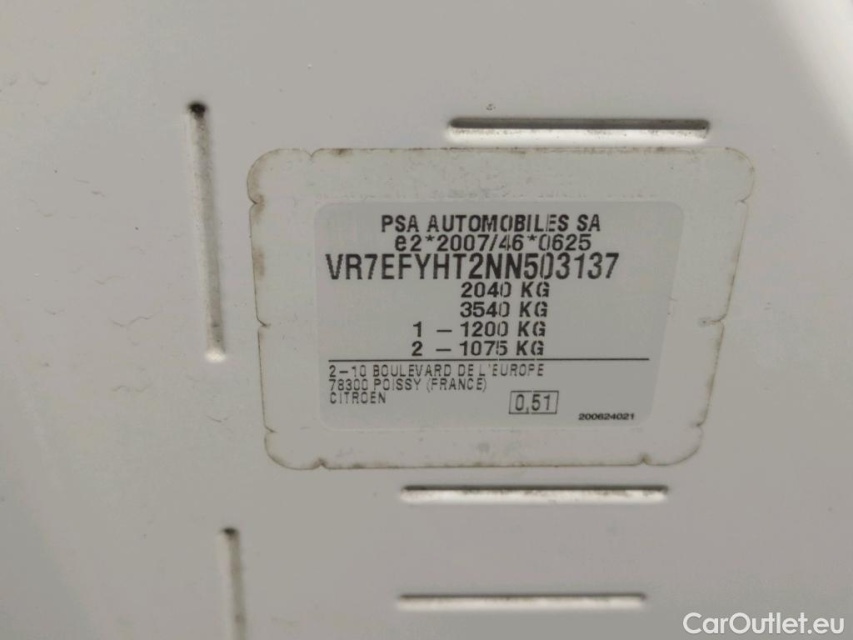 PSA AUTOMOBILES SA
e2*2007/46*0625
VR7EFYHT2NN503137
2040 KG
3540 KG
1 - 1200 KG
2 - 1075 KG
2-10 BOULEVARD DE L'EUROPE
78300 POISSY (FRANCE)
CITROEN
0,51
200624021
CarOutlet.eu